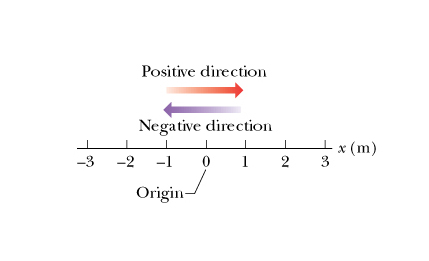 Positive direction
Negative direction
x (m)
–3 –2 –1 0 1 2 3
Origin